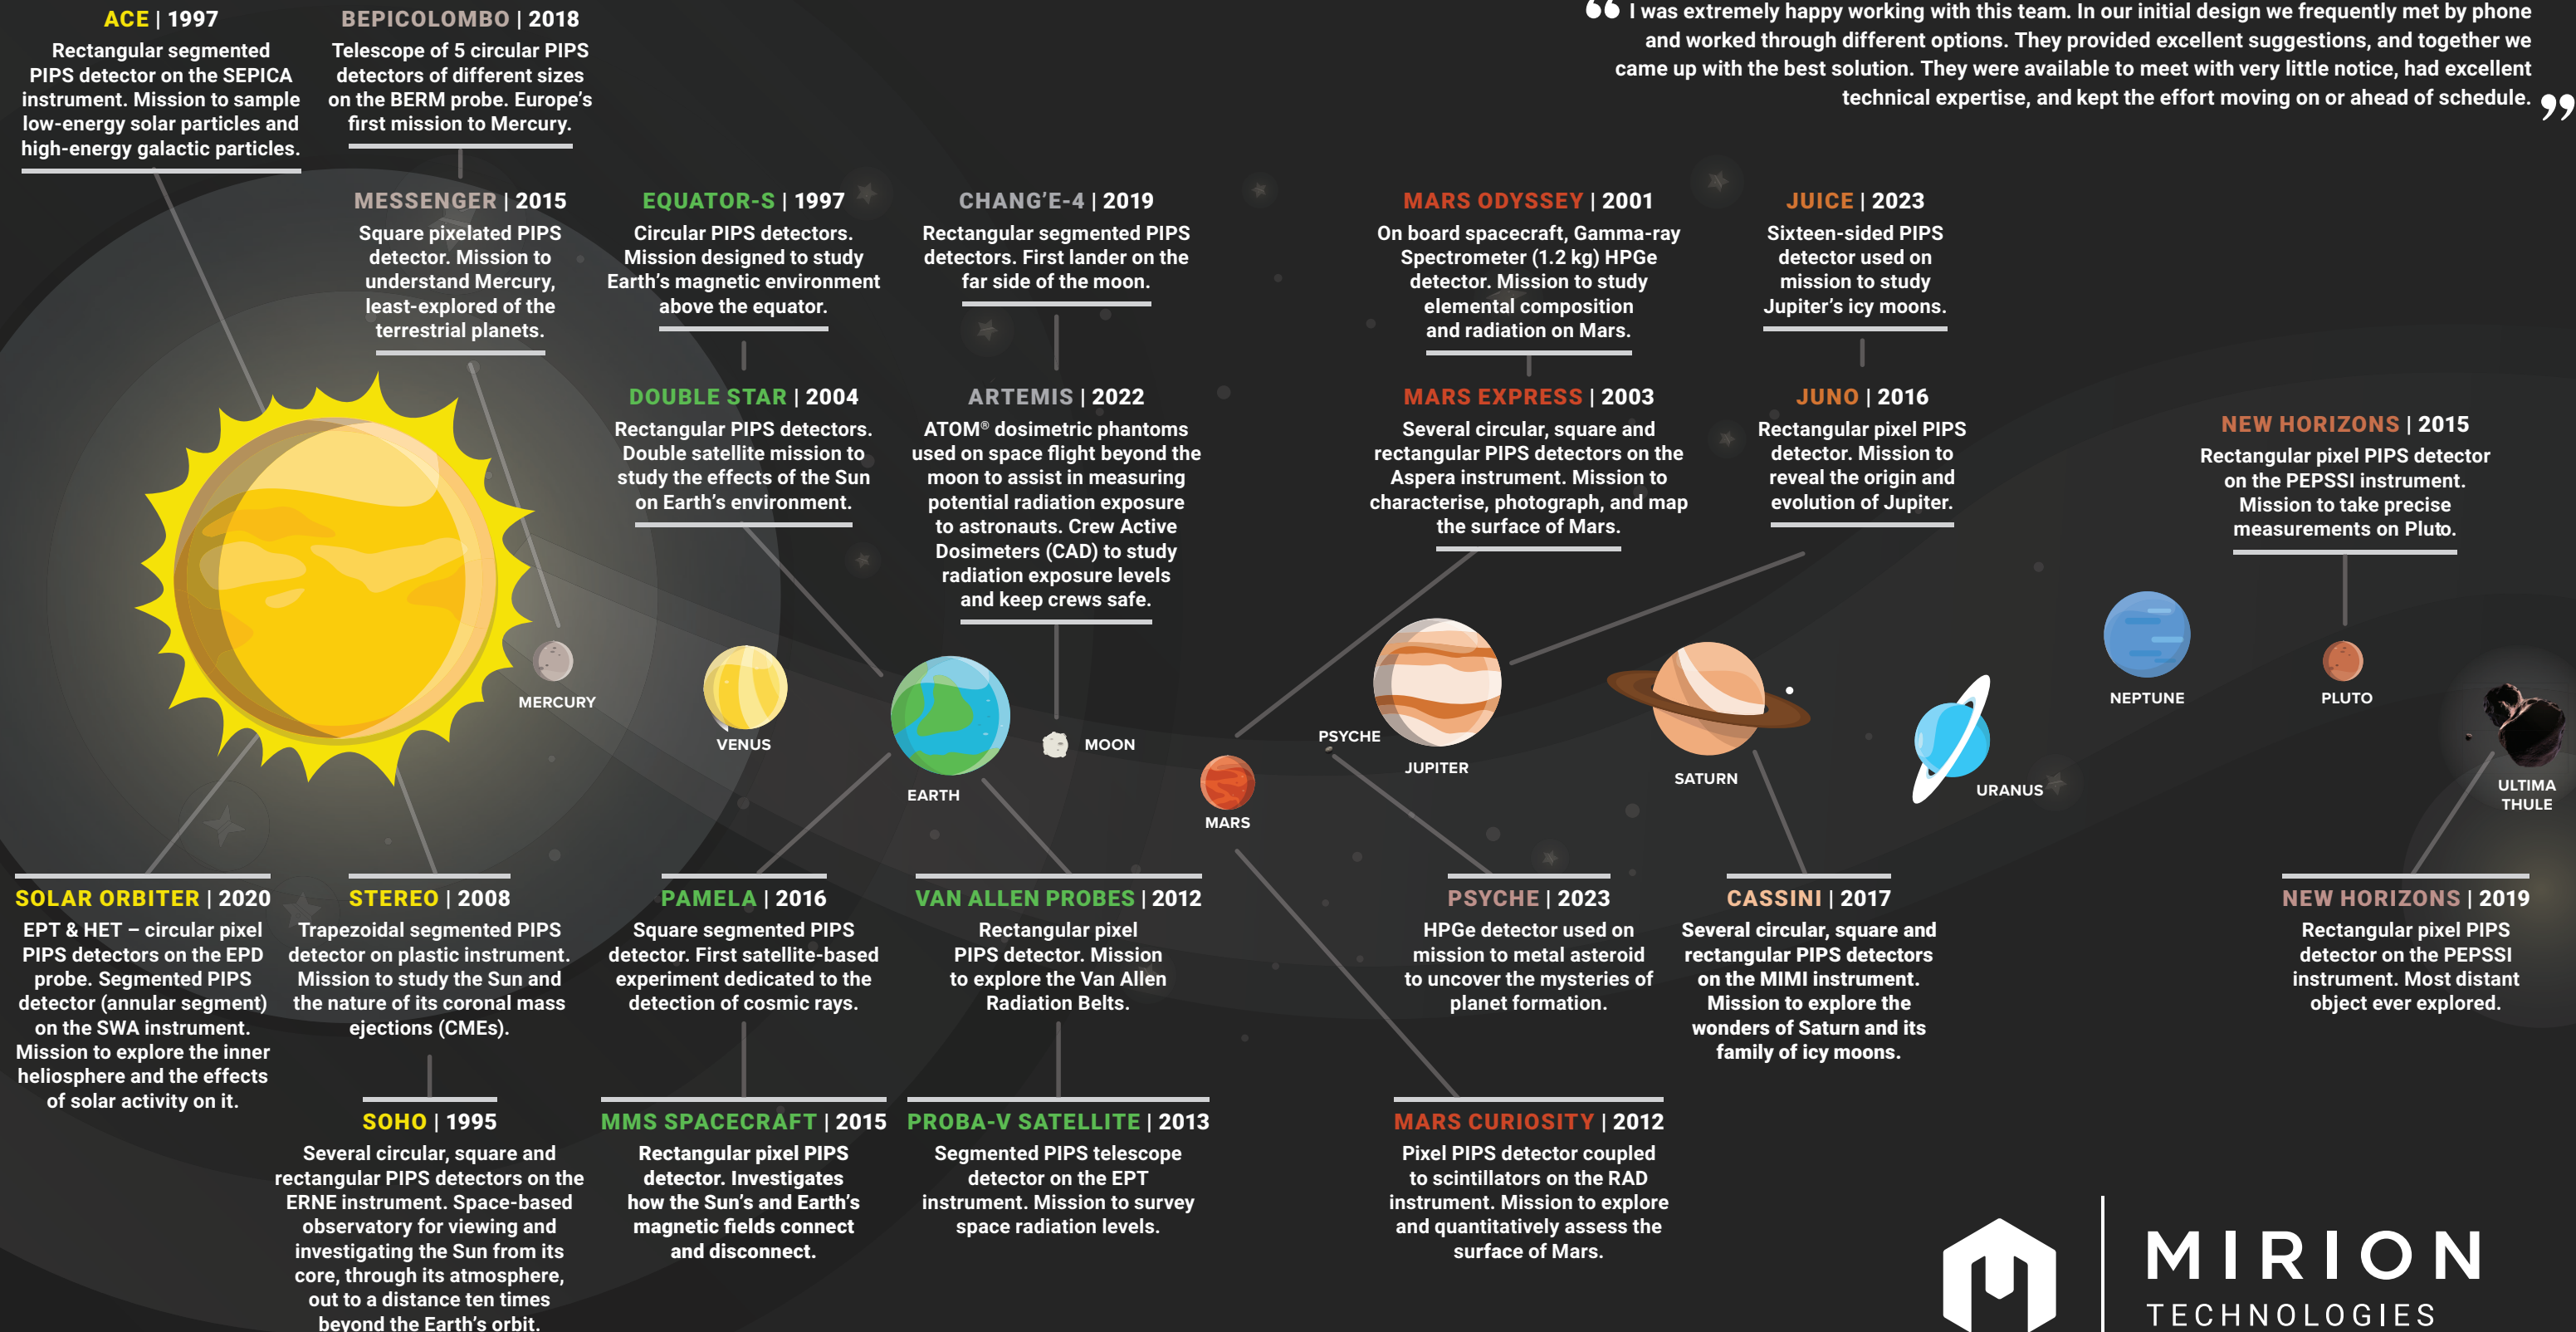 ACE | 1997
Rectangular segmented
PIPS detector on the SEPICA
instrument. Mission to sample
low-energy solar particles and
high-energy galactic particles.
BEPICOLOMBO | 2018
Telescope of 5 circular PIPS
detectors of different sizes
on the BERM probe. Europe’s
first mission to Mercury.
“ I was extremely happy working with this team. In our initial design we frequently met by phone
and worked through different options. They provided excellent suggestions, and together we
came up with the best solution. They were available to meet with very little notice, had excellent
technical expertise, and kept the effort moving on or ahead of schedule. ”
MESSENGER | 2015
Square pixelated PIPS
detector. Mission to
understand Mercury,
least-explored of the
terrestrial planets.
EQUATOR-S | 1997
Circular PIPS detectors.
Mission designed to study
Earth’s magnetic environment
above the equator.
CHANG’E-4 | 2019
Rectangular segmented PIPS
detectors. First lander on the
far side of the moon.
MARS ODYSSEY | 2001
On board spacecraft, Gamma-ray
Spectrometer (1.2 kg) HPGe
detector. Mission to study
elemental composition
and radiation on Mars.
JUICE | 2023
Sixteen-sided PIPS
detector used on
mission to study
Jupiter’s icy moons.
DOUBLE STAR | 2004
Rectangular PIPS detectors.
Double satellite mission to
study the effects of the Sun
on Earth’s environment.
ARTEMIS | 2022
ATOM® dosimetric phantoms
used on space flight beyond the
moon to assist in measuring
potential radiation exposure
to astronauts. Crew Active
Dosimeters (CAD) to study
radiation exposure levels
and keep crews safe.
MARS EXPRESS | 2003
Several circular, square and
rectangular PIPS detectors on the
Aspera instrument. Mission to
characterise, photograph, and map
the surface of Mars.
JUNO | 2016
Rectangular pixel PIPS
detector. Mission to
reveal the origin and
evolution of Jupiter.
NEW HORIZONS | 2015
Rectangular pixel PIPS detector
on the PEPSSI instrument.
Mission to take precise
measurements on Pluto.
MERCURY
VENUS
EARTH
MOON
MARS
PSYCHE
JUPITER
SATURN
URANUS
NEPTUNE
PLUTO
ULTIMA
THULE
SOLAR ORBITER | 2020
EPT & HET – circular pixel
PIPS detectors on the EPD
probe. Segmented PIPS
detector (annular segment)
on the SWA instrument.
Mission to explore the inner
heliosphere and the effects
of solar activity on it.
STEREO | 2008
Trapezoidal segmented PIPS
detector on plastic instrument.
Mission to study the Sun and
the nature of its coronal mass
ejections (CMEs).
PAMELA | 2016
Square segmented PIPS
detector. First satellite-based
experiment dedicated to the
detection of cosmic rays.
VAN ALLEN PROBES | 2012
Rectangular pixel
PIPS detector. Mission
to explore the Van Allen
Radiation Belts.
PSYCHE | 2023
HPGe detector used on
mission to metal asteroid
to uncover the mysteries of
planet formation.
CASSINI | 2017
Several circular, square and
rectangular PIPS detectors
on the MIMI instrument.
Mission to explore the
wonders of Saturn and its
family of icy moons.
NEW HORIZONS | 2019
Rectangular pixel PIPS
detector on the PEPSSI
instrument. Most distant
object ever explored.
SOHO | 1995
Several circular, square and
rectangular PIPS detectors on the
ERNE instrument. Space-based
observatory for viewing and
investigating the Sun from its
core, through its atmosphere,
out to a distance ten times
beyond the Earth’s orbit.
MMS SPACECRAFT | 2015
Rectangular pixel PIPS
detector. Investigates
how the Sun’s and Earth’s
magnetic fields connect
and disconnect.
PROBA-V SATELLITE | 2013
Segmented PIPS telescope
detector on the EPT
instrument. Mission to survey
space radiation levels.
MARS CURIOSITY | 2012
Pixel PIPS detector coupled
to scintillators on the RAD
instrument. Mission to explore
and quantitatively assess the
surface of Mars.
MIRION
TECHNOLOGIES